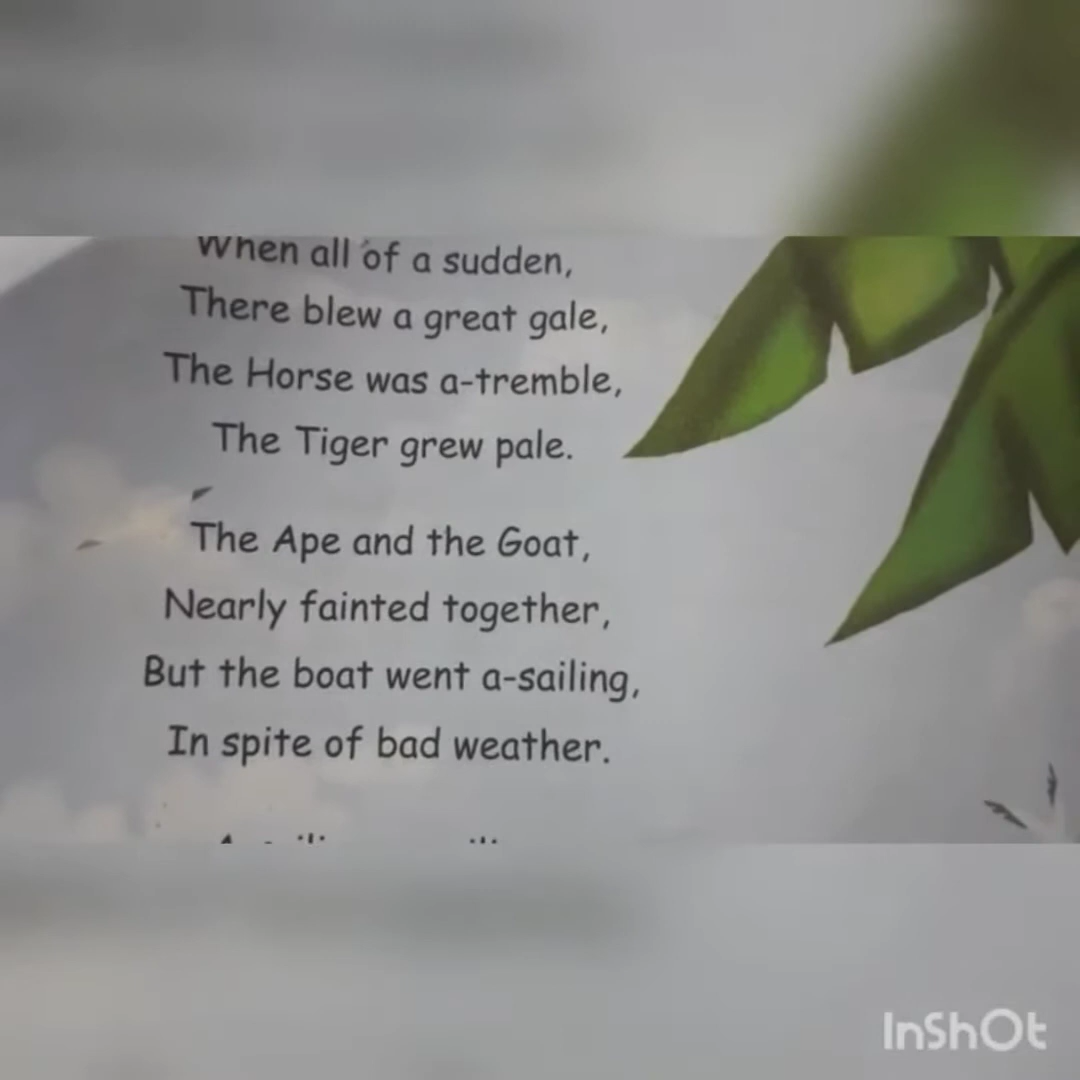 When all of a sudden,
There blew a great gale,
The Horse was a-tremble,
The Tiger grew pale.
The Ape and the Goat,
Nearly fainted together,
But the boat went a-sailing,
In spite of bad weather.
InShOt